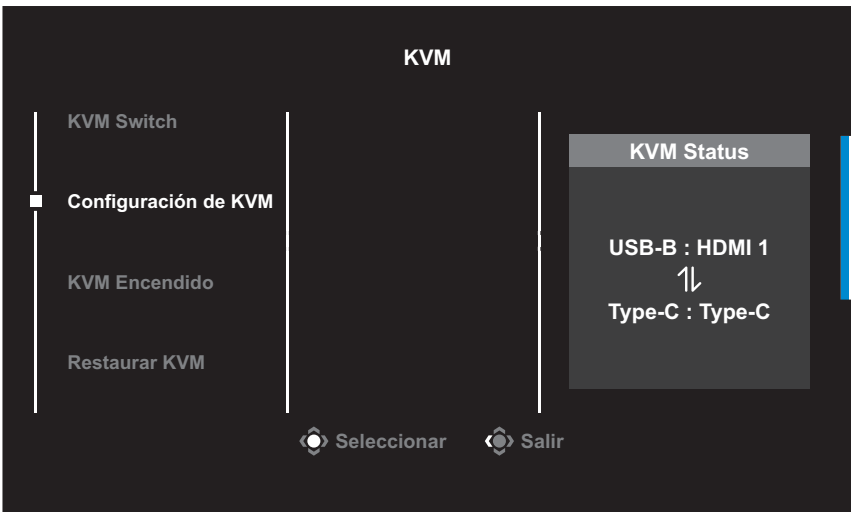 KVM
KVM Switch
Configuración de KVM
KVM Encendido
Restaurar KVM
KVM Status
USB-B : HDMI 1
Type-C : Type-C
Seleccionar
Salir